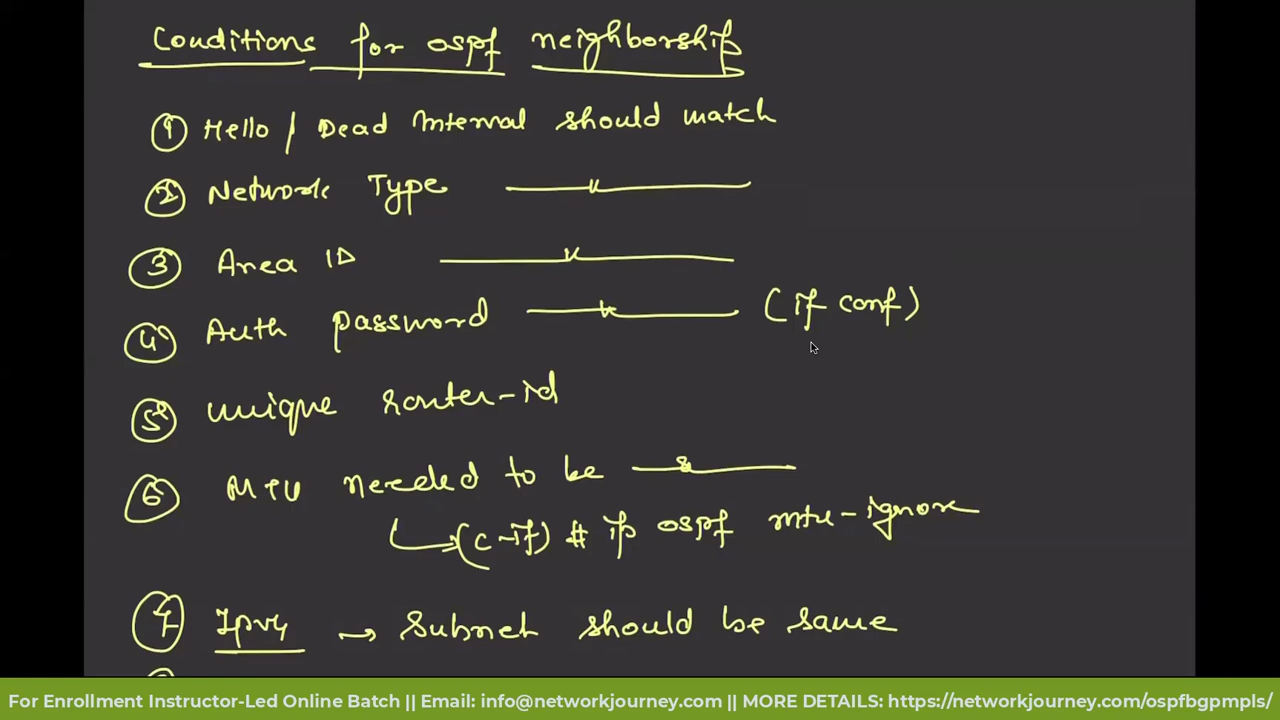 Conditions for ospf neighborship
① Hello / Dead Interval should match
② Network Type —〃—
③ Area ID —〃—
④ Auth password —〃— (if conf)
⑤ unique router-id
⑥ MTU needed to be —〃—
(c-if) # ip ospf mtu-ignore
⑦ Ipv4 → Subnet should be same
For Enrollment Instructor-Led Online Batch || Email: info@networkjourney.com || MORE DETAILS: https://networkjourney.com/ospfbgpmpls/